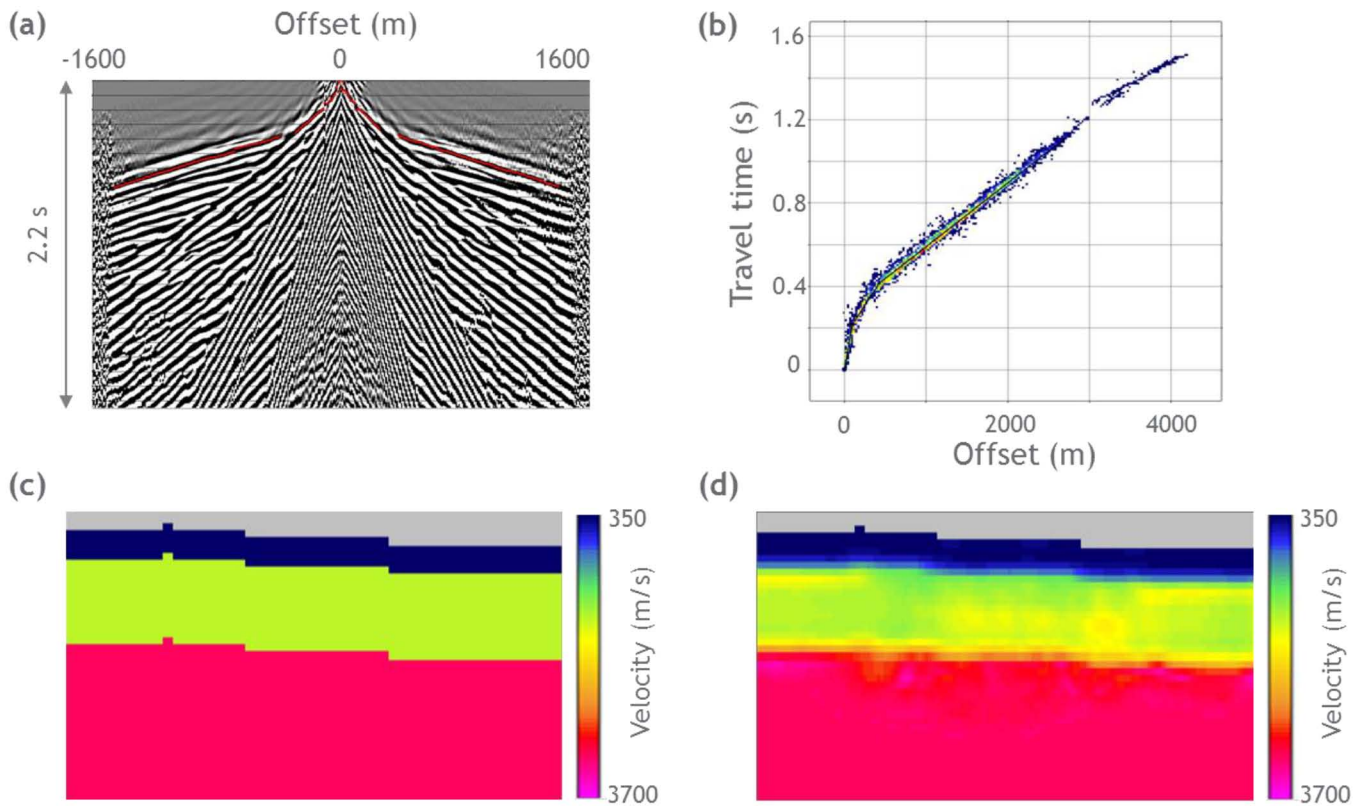 (a)
Offset (m)
-1600 0 1600
2.2 s
(b)
Travel time (s)
1.6
1.2
0.8
0.4
0
0 2000 4000
Offset (m)
(c)
350
Velocity (m/s)
3700
(d)
350
Velocity (m/s)
3700